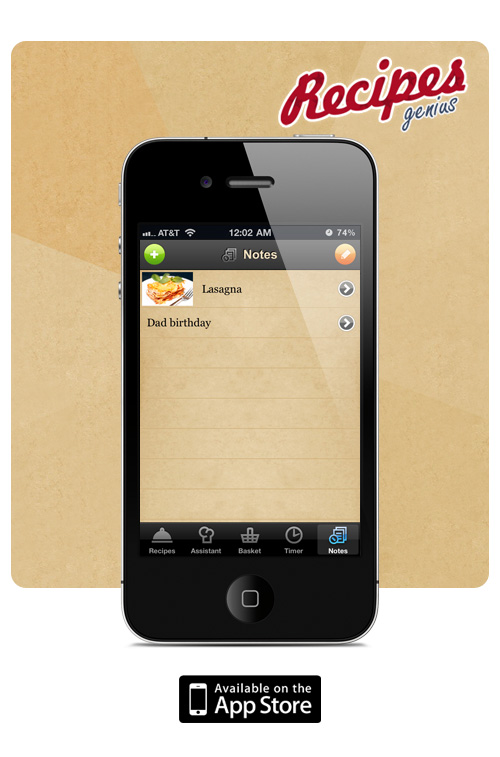 Recipes
genius
AT&T 12:02 AM 74%
Notes
Lasagna
Dad birthday
Recipes Assistant Basket Timer Notes
Available on the
App Store